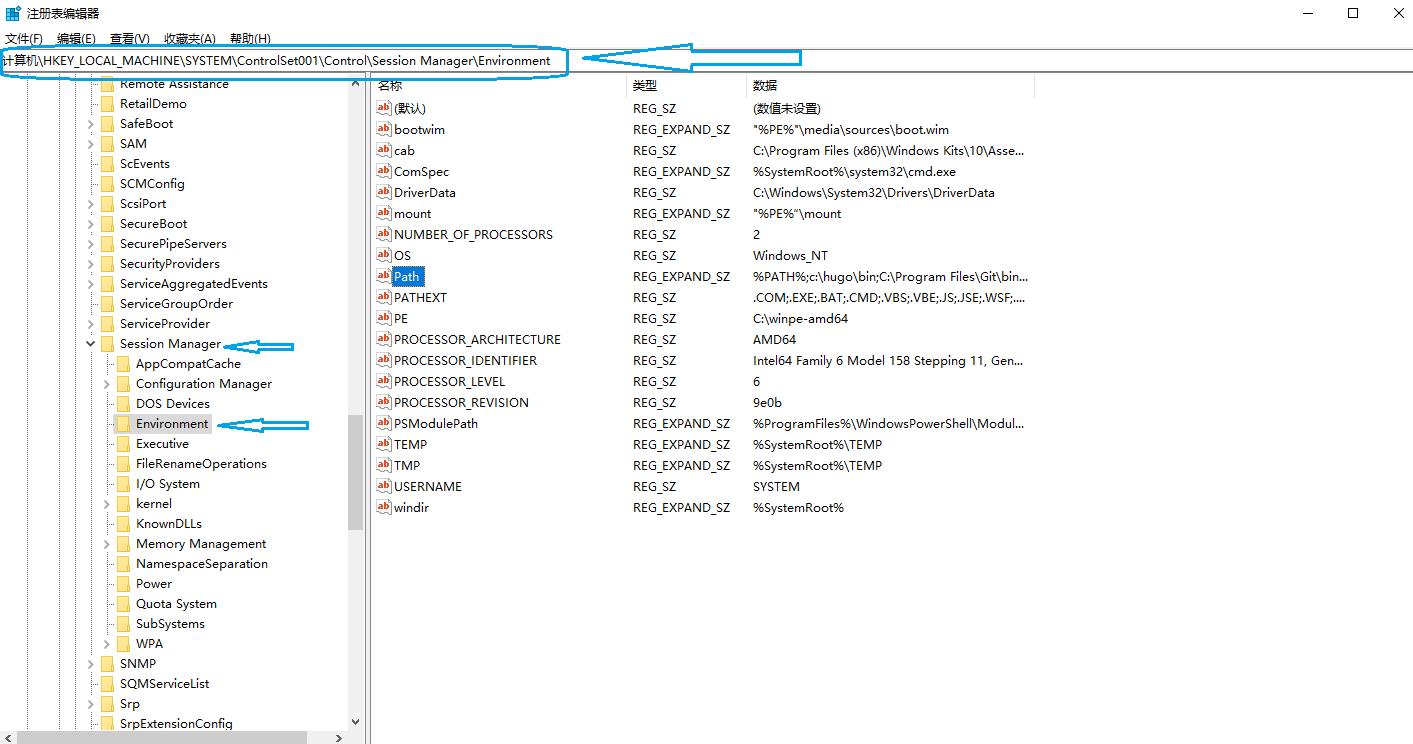 注册表编辑器
文件(F) 编辑(E) 查看(V) 收藏夹(A) 帮助(H)
计算机\HKEY_LOCAL_MACHINE\SYSTEM\ControlSet001\Control\Session Manager\Environment
Remote Assistance
RetailDemo
SafeBoot
SAM
ScEvents
SCMConfig
ScsiPort
SecureBoot
SecurePipeServers
SecurityProviders
ServiceAggregatedEvents
ServiceGroupOrder
ServiceProvider
Session Manager
AppCompatCache
Configuration Manager
DOS Devices
Environment
Executive
FileRenameOperations
I/O System
kernel
KnownDLLs
Memory Management
NamespaceSeparation
Power
Quota System
SubSystems
WPA
SNMP
SQMServiceList
Srp
SrpExtensionConfig
名称 类型 数据
(默认) REG_SZ (数值未设置)
bootwim REG_EXPAND_SZ "%PE%"\media\sources\boot.wim
cab REG_SZ C:\Program Files (x86)\Windows Kits\10\Asse...
ComSpec REG_EXPAND_SZ %SystemRoot%\system32\cmd.exe
DriverData REG_SZ C:\Windows\System32\Drivers\DriverData
mount REG_EXPAND_SZ "%PE%“\mount
NUMBER_OF_PROCESSORS REG_SZ 2
OS REG_SZ Windows_NT
Path REG_EXPAND_SZ %PATH%;c:\hugo\bin;C:\Program Files\Git\bin...
PATHEXT REG_SZ .COM;.EXE;.BAT;.CMD;.VBS;.VBE;.JS;.JSE;.WSF;....
PE REG_SZ C:\winpe-amd64
PROCESSOR_ARCHITECTURE REG_SZ AMD64
PROCESSOR_IDENTIFIER REG_SZ Intel64 Family 6 Model 158 Stepping 11, Gen...
PROCESSOR_LEVEL REG_SZ 6
PROCESSOR_REVISION REG_SZ 9e0b
PSModulePath REG_EXPAND_SZ %ProgramFiles%\WindowsPowerShell\Modul...
TEMP REG_EXPAND_SZ %SystemRoot%\TEMP
TMP REG_EXPAND_SZ %SystemRoot%\TEMP
USERNAME REG_SZ SYSTEM
windir REG_EXPAND_SZ %SystemRoot%